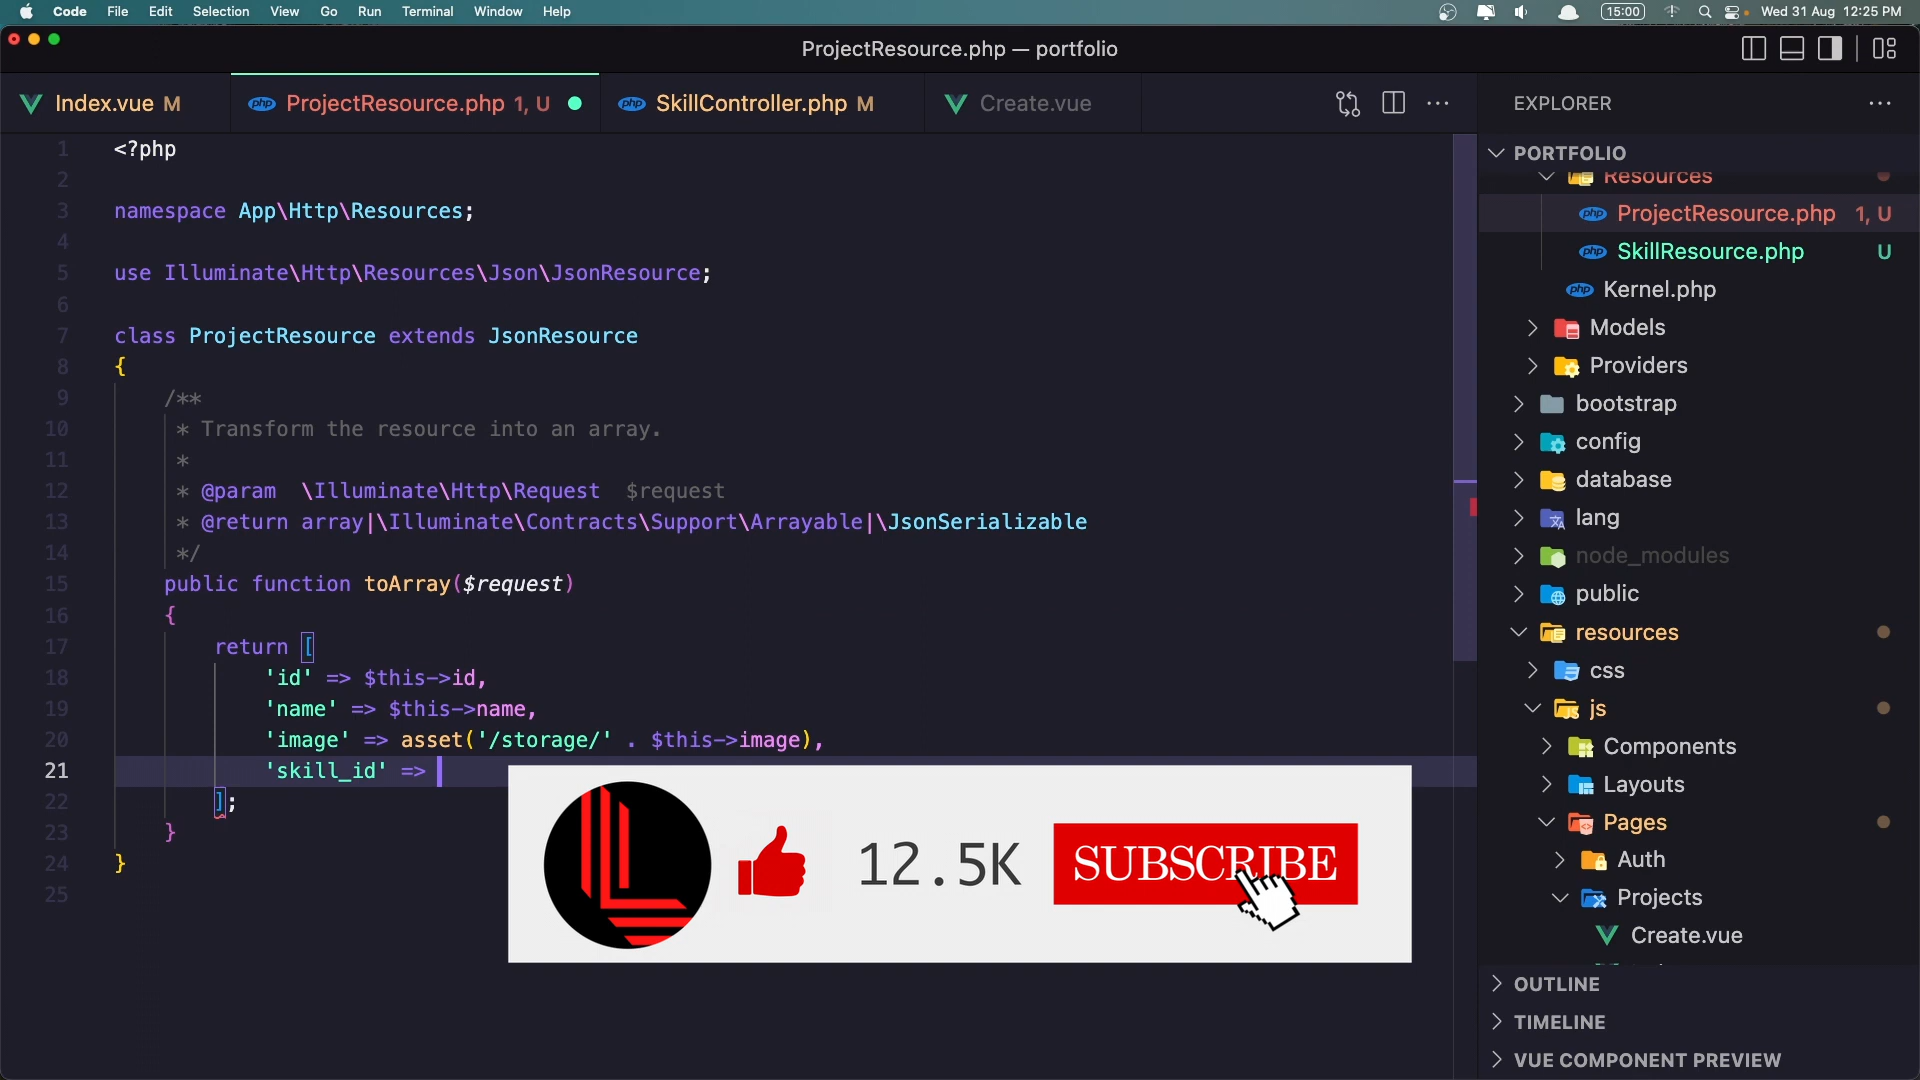 Code File Edit Selection View Go Run Terminal Window Help 15:00 Wed 31 Aug 12:25 PM
ProjectResource.php — portfolio
Index.vue M php ProjectResource.php 1, U php SkillController.php M Create.vue
1 <?php
2
3 namespace App\Http\Resources;
4
5 use Illuminate\Http\Resources\Json\JsonResource;
6
7 class ProjectResource extends JsonResource
8 {
9 /**
10 * Transform the resource into an array.
11 *
12 * @param  \Illuminate\Http\Request  $request
13 * @return array|\Illuminate\Contracts\Support\Arrayable|\JsonSerializable
14 */
15 public function toArray($request)
16 {
17 return [
18 'id' => $this->id,
19 'name' => $this->name,
20 'image' => asset('/storage/' . $this->image),
21 'skill_id' =>
22 ];
23 }
24 }
25
12.5K SUBSCRIBE
EXPLORER
PORTFOLIO
Resources
php ProjectResource.php 1, U
php SkillResource.php U
php Kernel.php
Models
Providers
bootstrap
config
database
lang
node_modules
public
resources
css
js
Components
Layouts
Pages
Auth
Projects
Create.vue
OUTLINE
TIMELINE
VUE COMPONENT PREVIEW